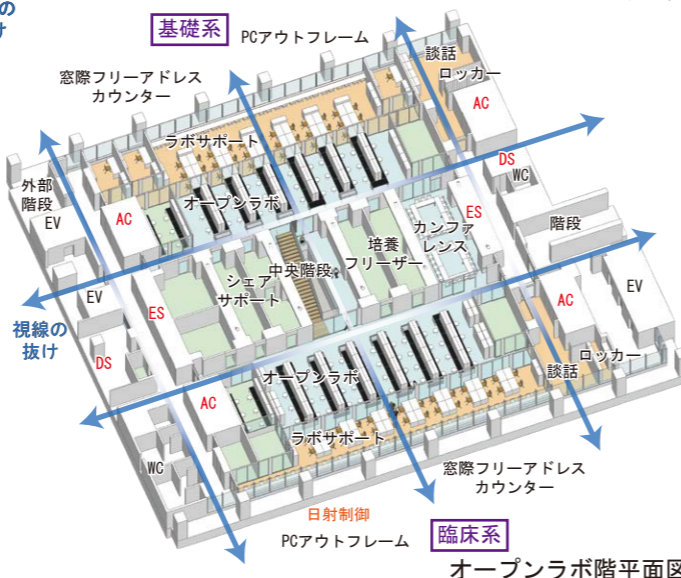 の
け
基礎系
PCアウトフレーム
窓際フリーアドレス
カウンター
談話
ロッカー
AC
ラボサポート
DS
WC
外部
階段
EV
AC
オープンラボ
ES
カンファ
レンス
階段
培養
フリーザー
中央階段
シェア
サポート
EV
ES
視線の
抜け
DS
AC
EV
ロッカー
談話
オープンラボ
AC
ラボサポート
WC
窓際フリーアドレス
カウンター
日射制御
PCアウトフレーム
臨床系
オープンラボ階平面図